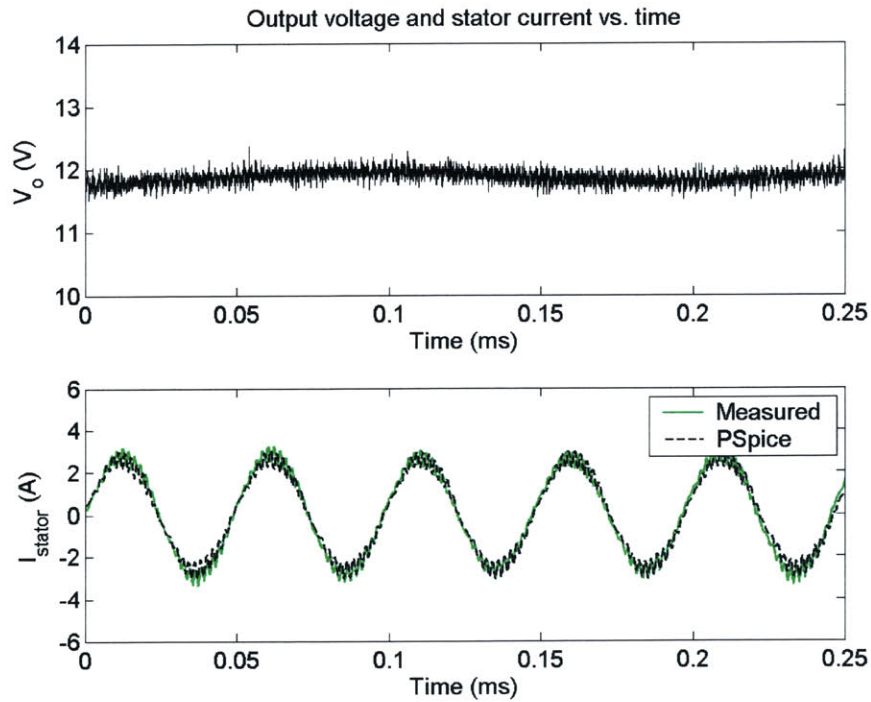 Output voltage and stator current vs. time
14
13
12
11
10
V_o (V)
0 0.05 0.1 0.15 0.2 0.25
Time (ms)
6
4
2
0
-2
-4
-6
I_stator (A)
Measured
PSpice
0 0.05 0.1 0.15 0.2 0.25
Time (ms)